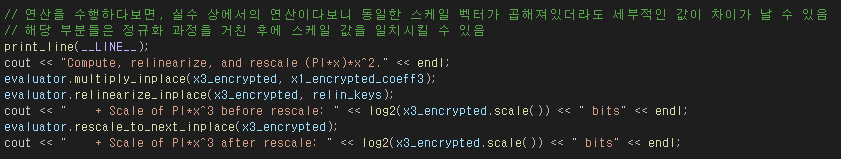 // 연산을 수행하다보면, 실수 상에서의 연산이다보니 동일한 스케일 벡터가 곱해져있더라도 세부적인 값이 차이가 날 수 있음
// 해당 부분들은 정규화 과정을 거친 후에 스케일 값을 일치시킬 수 있음
print_line(__LINE__);
cout << "Compute, relinearize, and rescale (PI*x)*x^2." << endl;
evaluator.multiply_inplace(x3_encrypted, x1_encrypted_coeff3);
evaluator.relinearize_inplace(x3_encrypted, relin_keys);
cout << "    + Scale of PI*x^3 before rescale: " << log2(x3_encrypted.scale()) << " bits" << endl;
evaluator.rescale_to_next_inplace(x3_encrypted);
cout << "    + Scale of PI*x^3 after rescale: " << log2(x3_encrypted.scale()) << " bits" << endl;